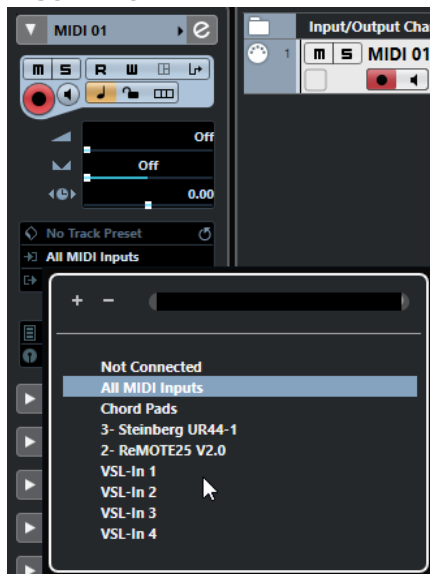 MIDI 01
Input/Output Cha
m S R W
1 m S MIDI 01
Off
Off
0.00
No Track Preset
All MIDI Inputs
+ -
Not Connected
All MIDI Inputs
Chord Pads
3- Steinberg UR44-1
2- ReMOTE25 V2.0
VSL-In 1
VSL-In 2
VSL-In 3
VSL-In 4